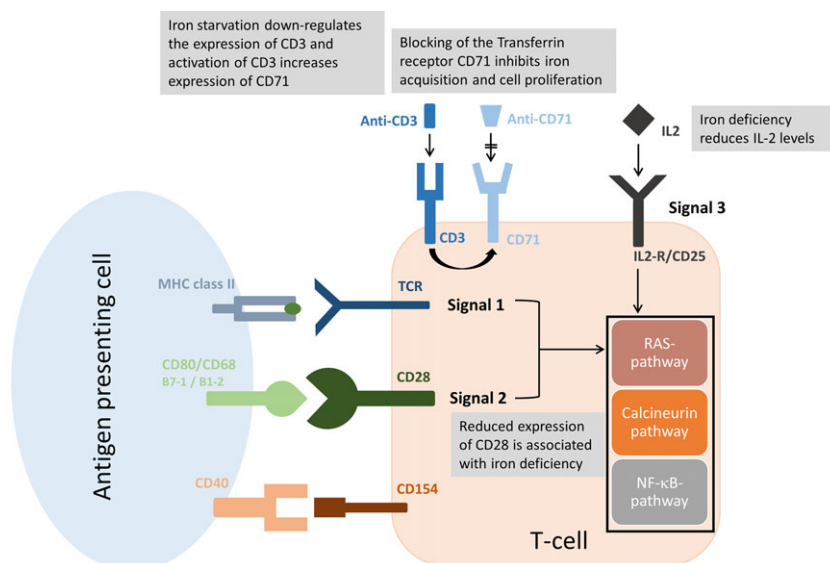 Iron starvation down-regulates
the expression of CD3 and
activation of CD3 increases
expression of CD71
Blocking of the Transferrin
receptor CD71 inhibits iron
acquisition and cell proliferation
Anti-CD3
Anti-CD71
IL2
Iron deficiency
reduces IL-2 levels
Signal 3
CD3
CD71
IL2-R/CD25
Antigen presenting cell
MHC class II
TCR
Signal 1
CD80/CD68
B7-1 / B1-2
CD28
Signal 2
Reduced expression
of CD28 is associated
with iron deficiency
RAS-
pathway
Calcineurin
pathway
NF-κB-
pathway
CD40
CD154
T-cell